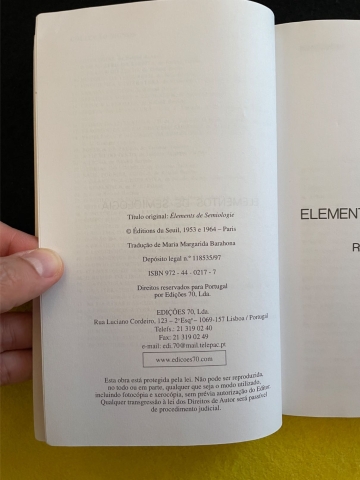 Título original: Élements de Semiologie
© Éditions du Seuil, 1953 e 1964 – Paris
Tradução de Maria Margarida Barahona
Depósito legal n.º 118535/97
ISBN 972 - 44 - 0217 - 7
Direitos reservados para Portugal
por Edições 70, Lda.
EDIÇÕES 70, Lda.
Rua Luciano Cordeiro, 123 – 2º Esqº – 1069-157 Lisboa / Portugal
Telefs.: 21 319 02 40
Fax: 21 319 02 49
e-mail: edi.70@mail.telepac.pt
www.edicoes70.com
Esta obra está protegida pela lei. Não pode ser reproduzida,
no todo ou em parte, qualquer que seja o modo utilizado,
incluindo fotocópia e xerocópia, sem prévia autorização do Editor
Qualquer transgressão à lei dos Direitos de Autor será passível
de procedimento judicial.
ELEMENT
R